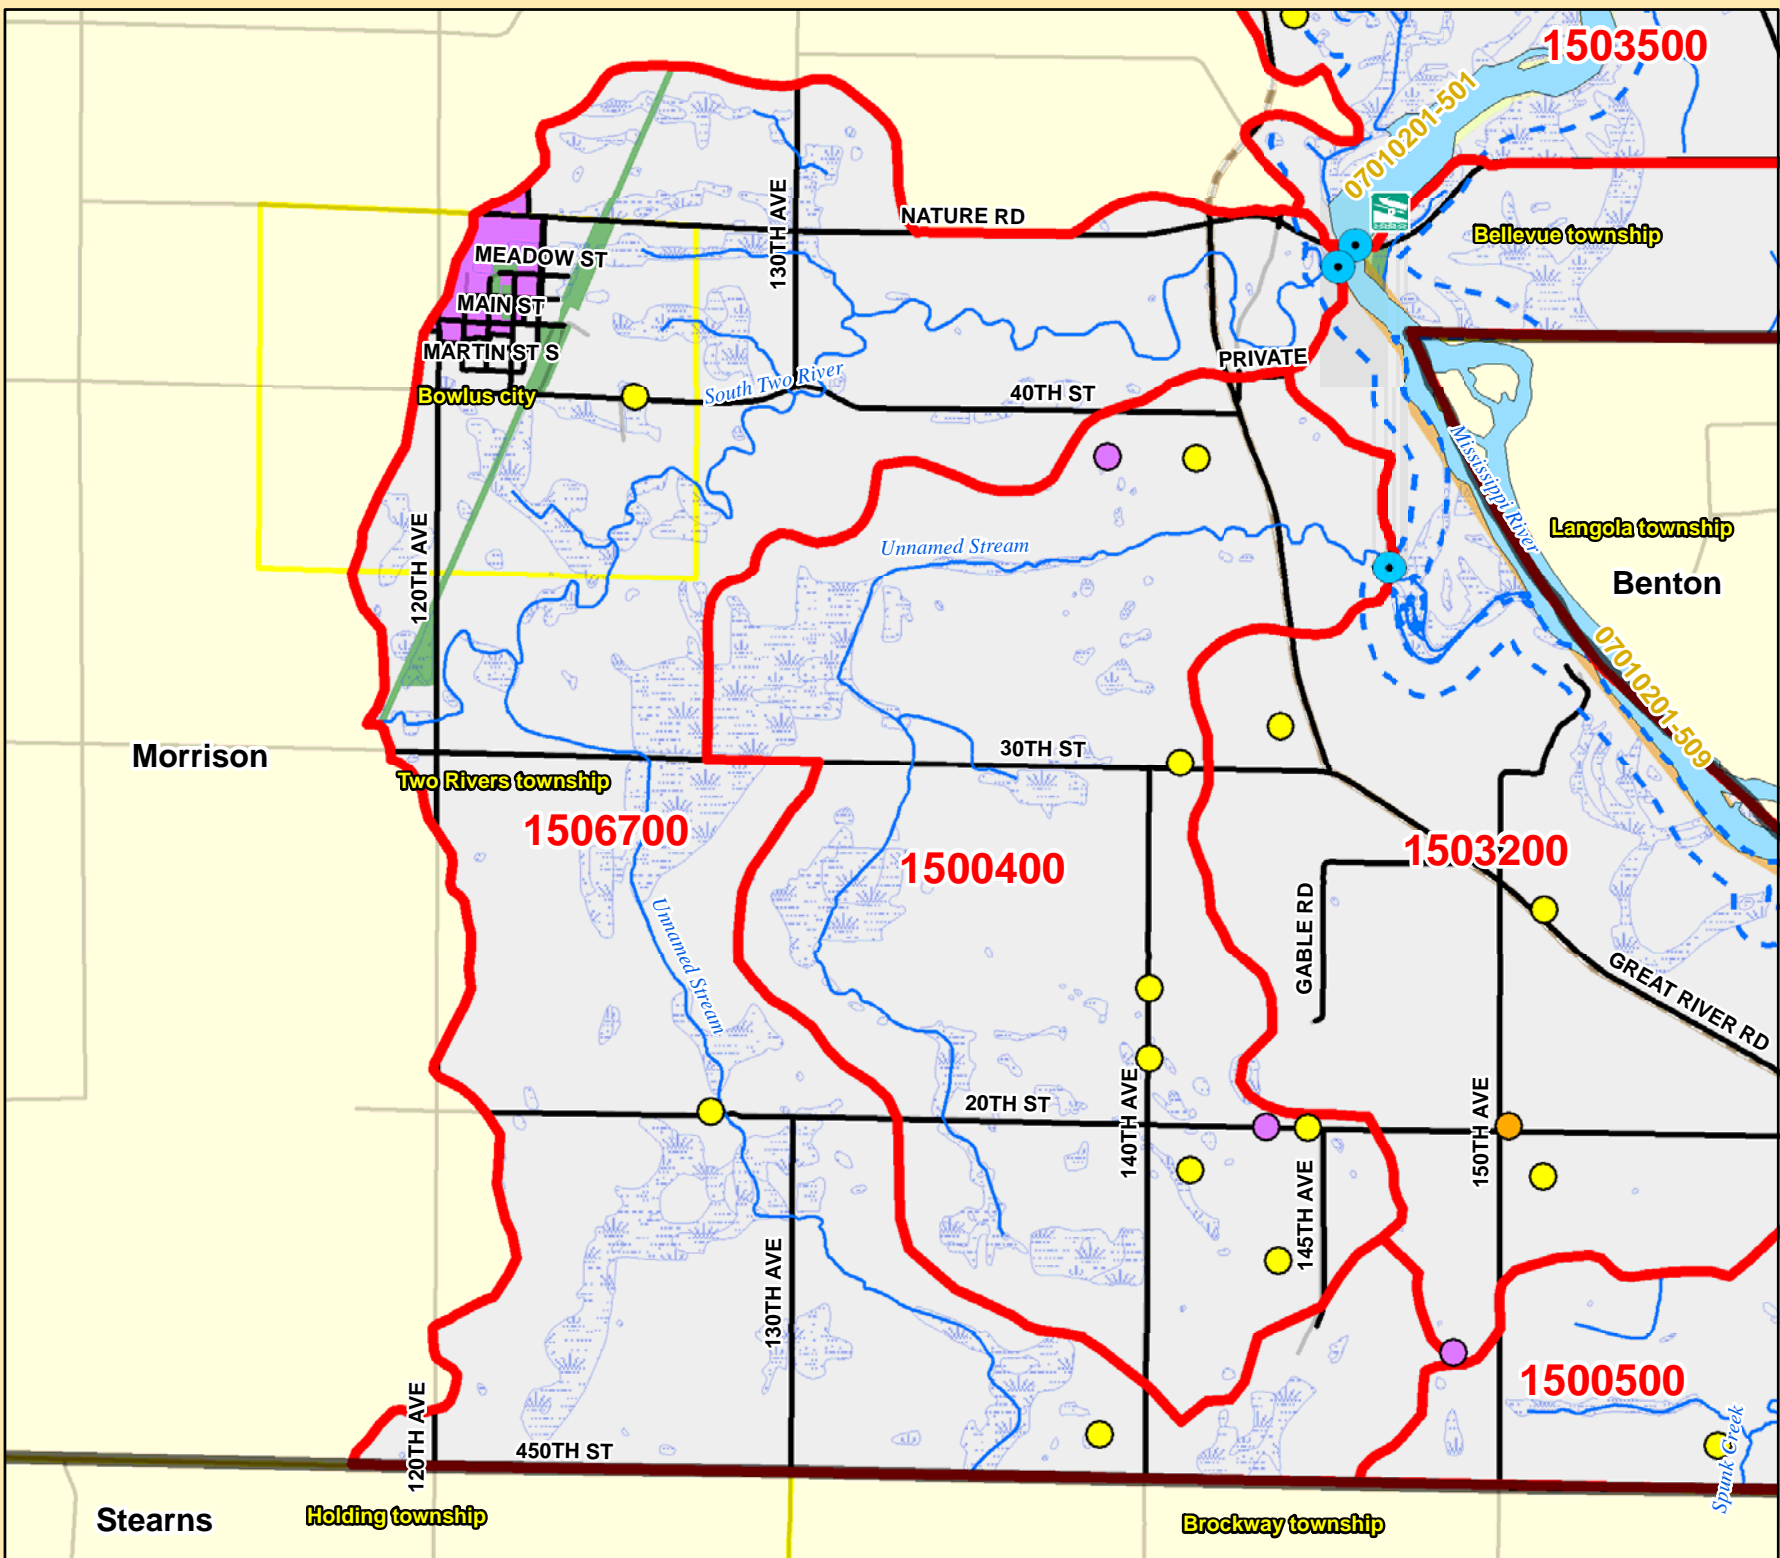 1503500
07010201-501
130TH AVE
NATURE RD
Bellevue township
MEADOW ST
MAIN ST
MARTIN ST S
PRIVATE
South Two River
Bowlus city
40TH ST
Mississippi River
120TH AVE
Unnamed Stream
Langola township
Benton
07010201-509
Morrison
30TH ST
Two Rivers township
1506700
1500400
1503200
Unnamed Stream
GABLE RD
GREAT RIVER RD
20TH ST
140TH AVE
150TH AVE
145TH AVE
130TH AVE
1500500
120TH AVE
450TH ST
Spunk Creek
Stearns
Holding township
Brockway township